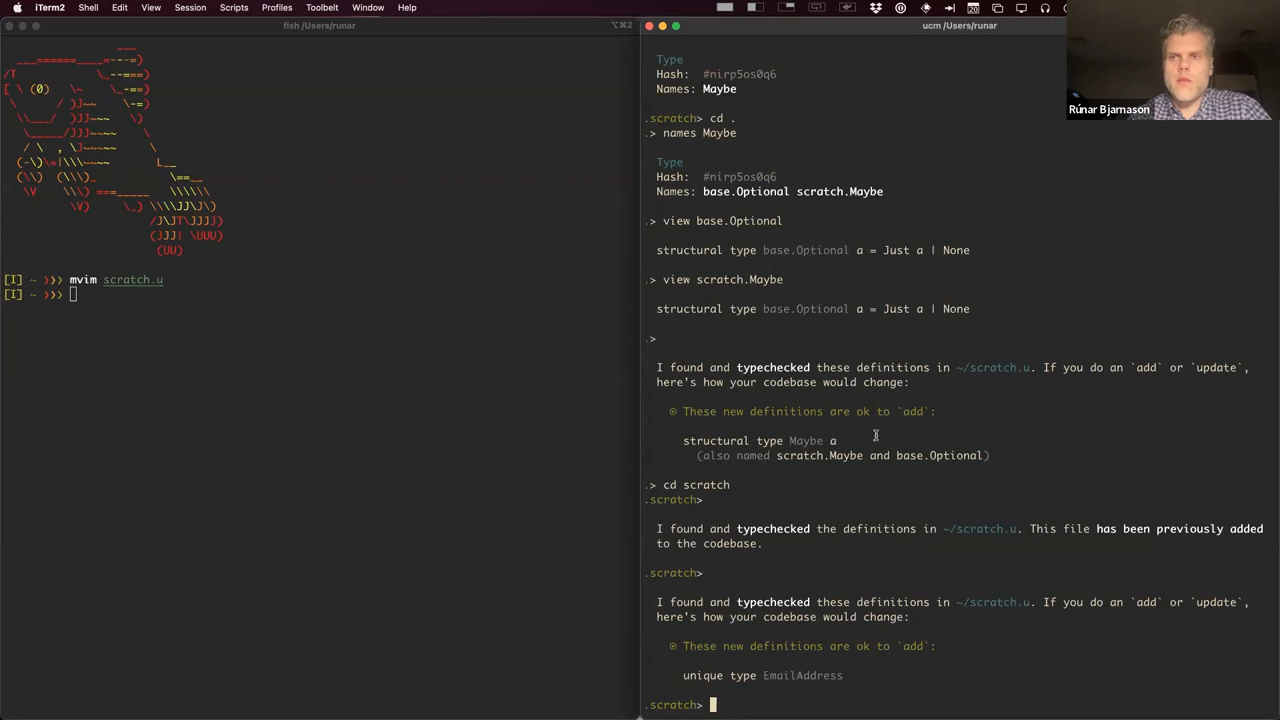 iTerm2 Shell Edit View Session Scripts Profiles Toolbelt Window Help
fish /Users/runar
⌥⌘2
[I] ~ ❯❯❯ mvim scratch.u
[I] ~ ❯❯❯
ucm /Users/runar
Type
Hash: #nirp5os0q6
Names: Maybe
.scratch> cd .
.> names Maybe
Type
Hash: #nirp5os0q6
Names: base.Optional scratch.Maybe
.> view base.Optional
structural type base.Optional a = Just a | None
.> view scratch.Maybe
structural type base.Optional a = Just a | None
.>
I found and typechecked these definitions in ~/scratch.u. If you do an `add` or `update`,
here's how your codebase would change:
⊙ These new definitions are ok to `add`:
structural type Maybe a
(also named scratch.Maybe and base.Optional)
.> cd scratch
.scratch>
I found and typechecked the definitions in ~/scratch.u. This file has been previously added
to the codebase.
.scratch>
I found and typechecked these definitions in ~/scratch.u. If you do an `add` or `update`,
here's how your codebase would change:
⊙ These new definitions are ok to `add`:
unique type EmailAddress
.scratch>
Rúnar Bjarnason